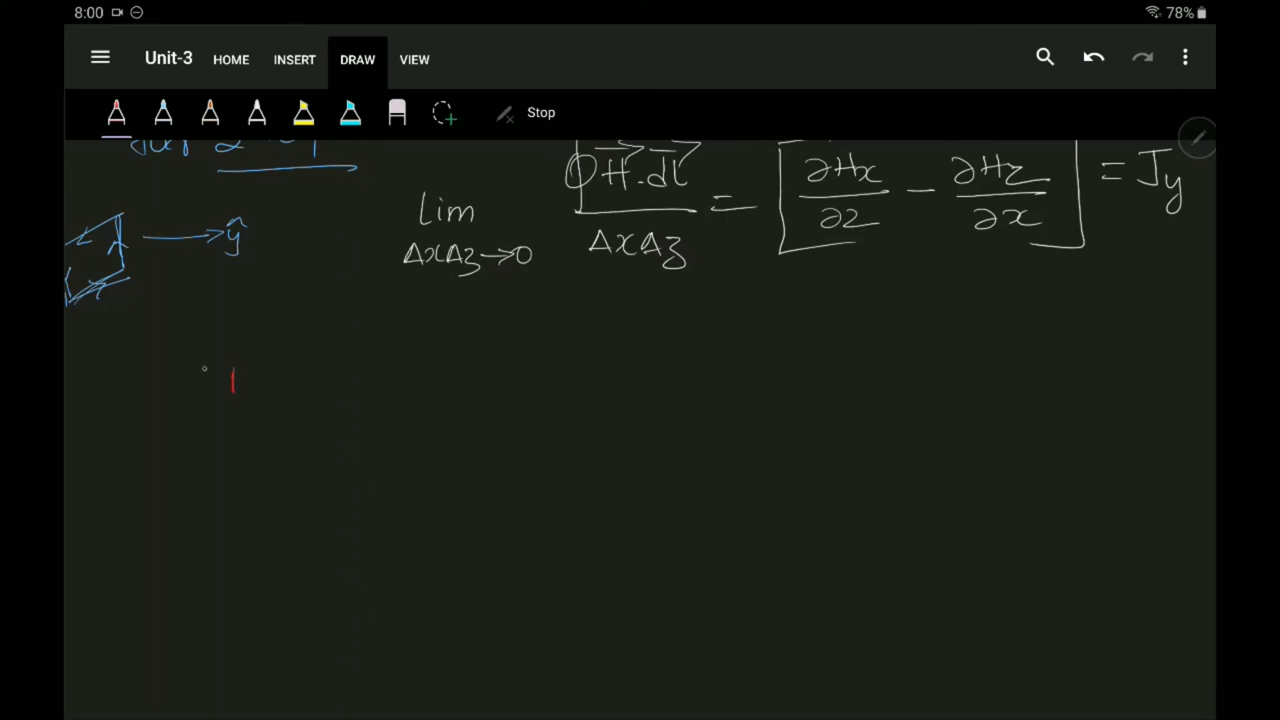 8:00 78%
Unit-3 HOME INSERT DRAW VIEW
Stop
∮H⃗.dl⃗ / ΔxΔz = [∂Hx/∂z − ∂Hz/∂x] = Jy
Lim
ΔxΔz→0
→ŷ